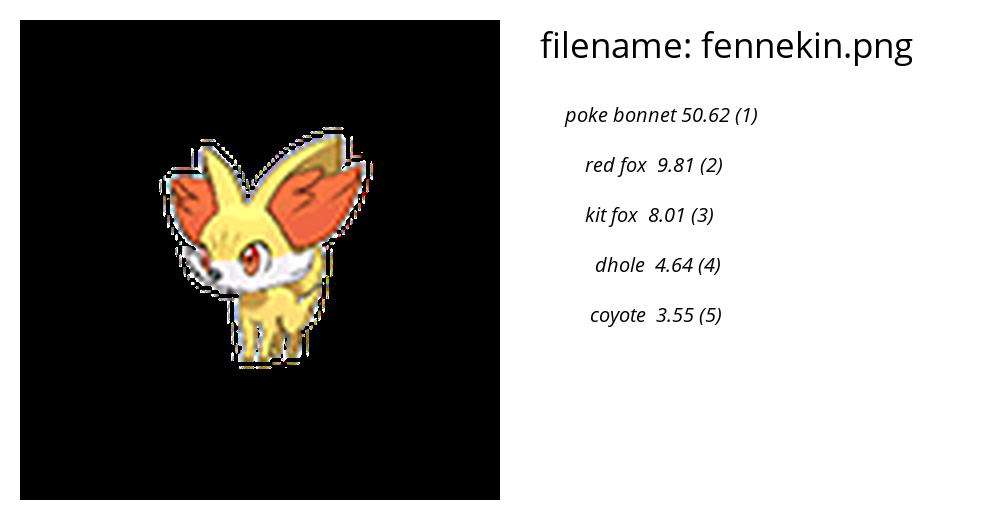 filename: fennekin.png
poke bonnet 50.62 (1)
red fox 9.81 (2)
kit fox 8.01 (3)
dhole 4.64 (4)
coyote 3.55 (5)